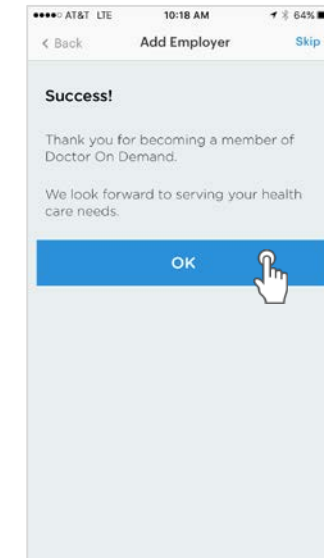 AT&T LTE 10:18 AM 64%
< Back Add Employer Skip
Success!
Thank you for becoming a member of
Doctor On Demand.
We look forward to serving your health
care needs.
OK